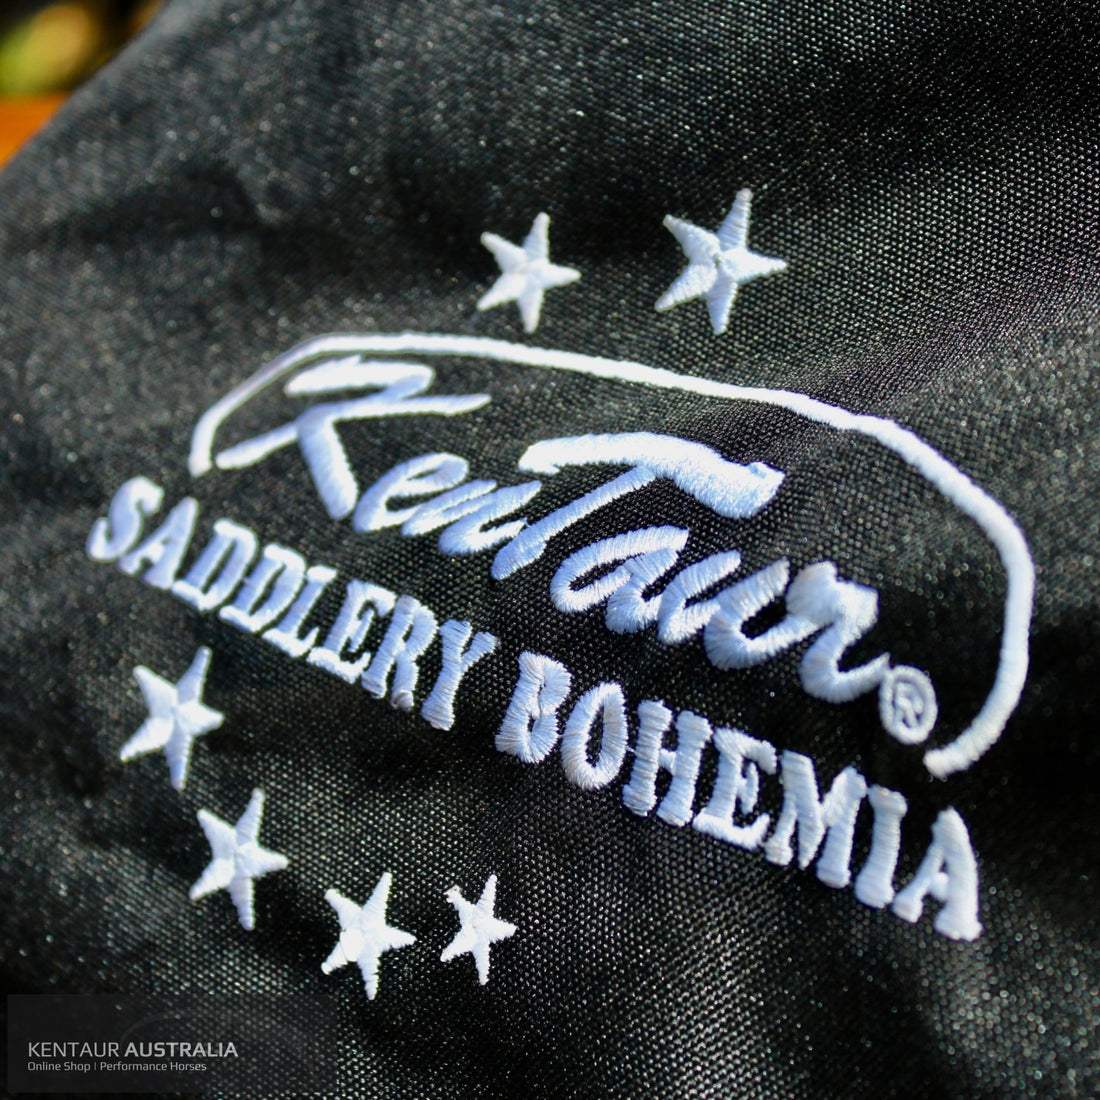 KenTaur®
SADDLERY BOHEMIA
KENTAUR AUSTRALIA
Online Shop | Performance Horses